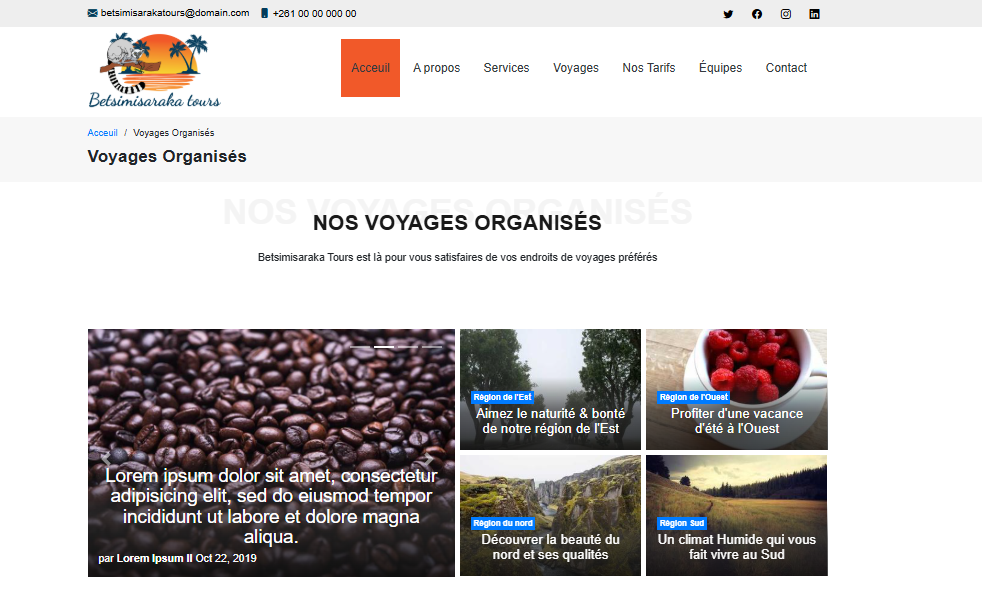 betsimisarakatours@domain.com +261 00 00 000 00
Betsimisaraka tours
Acceuil A propos Services Voyages Nos Tarifs Équipes Contact
Acceuil / Voyages Organisés
Voyages Organisés
NOS VOYAGES ORGANISÉS
NOS VOYAGES ORGANISÉS
Betsimisaraka Tours est là pour vous satisfaires de vos endroits de voyages préférés
Lorem ipsum dolor sit amet, consectetur
adipisicing elit, sed do eiusmod tempor
incididunt ut labore et dolore magna
aliqua.
par Lorem Ipsum II Oct 22, 2019
Région de l'Est
Aimez le naturité & bonté
de notre région de l'Est
Région de l'Ouest
Profiter d'une vacance
d'été à l'Ouest
Région du nord
Découvrer la beauté du
nord et ses qualités
Région Sud
Un climat Humide qui vous
fait vivre au Sud